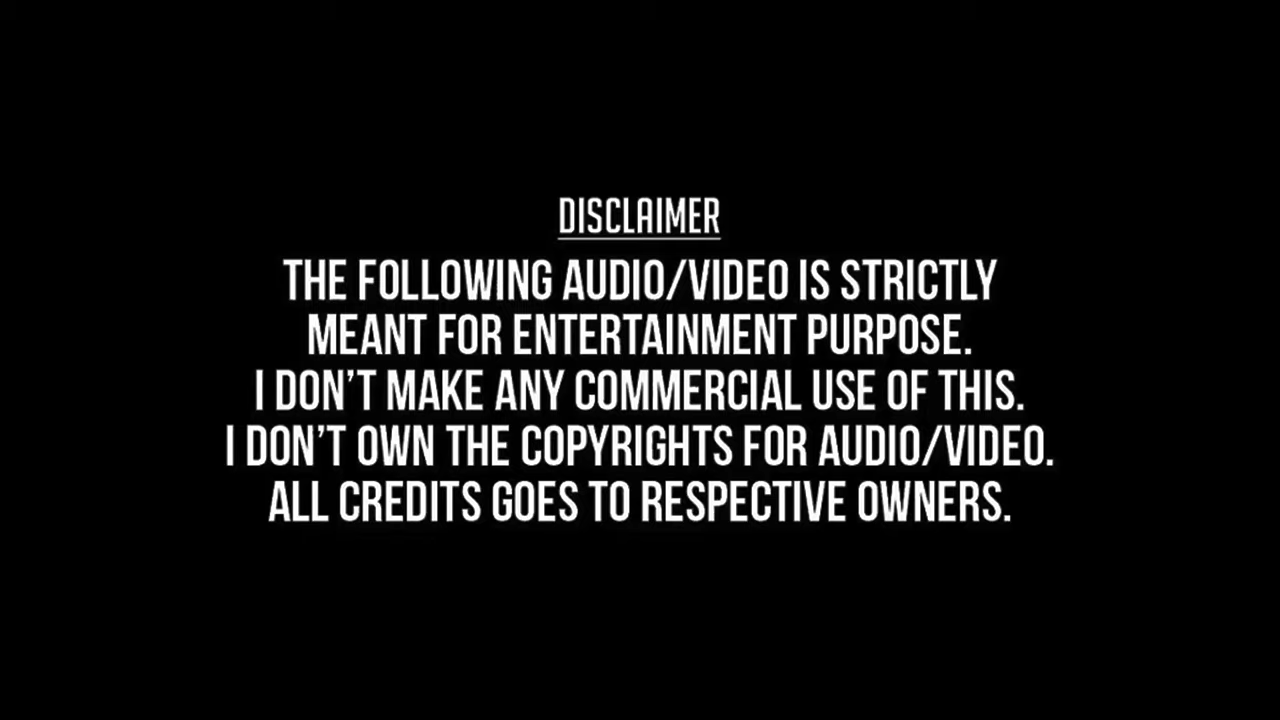 DISCLAIMER
THE FOLLOWING AUDIO/VIDEO IS STRICTLY
MEANT FOR ENTERTAINMENT PURPOSE.
I DON’T MAKE ANY COMMERCIAL USE OF THIS.
I DON’T OWN THE COPYRIGHTS FOR AUDIO/VIDEO.
ALL CREDITS GOES TO RESPECTIVE OWNERS.